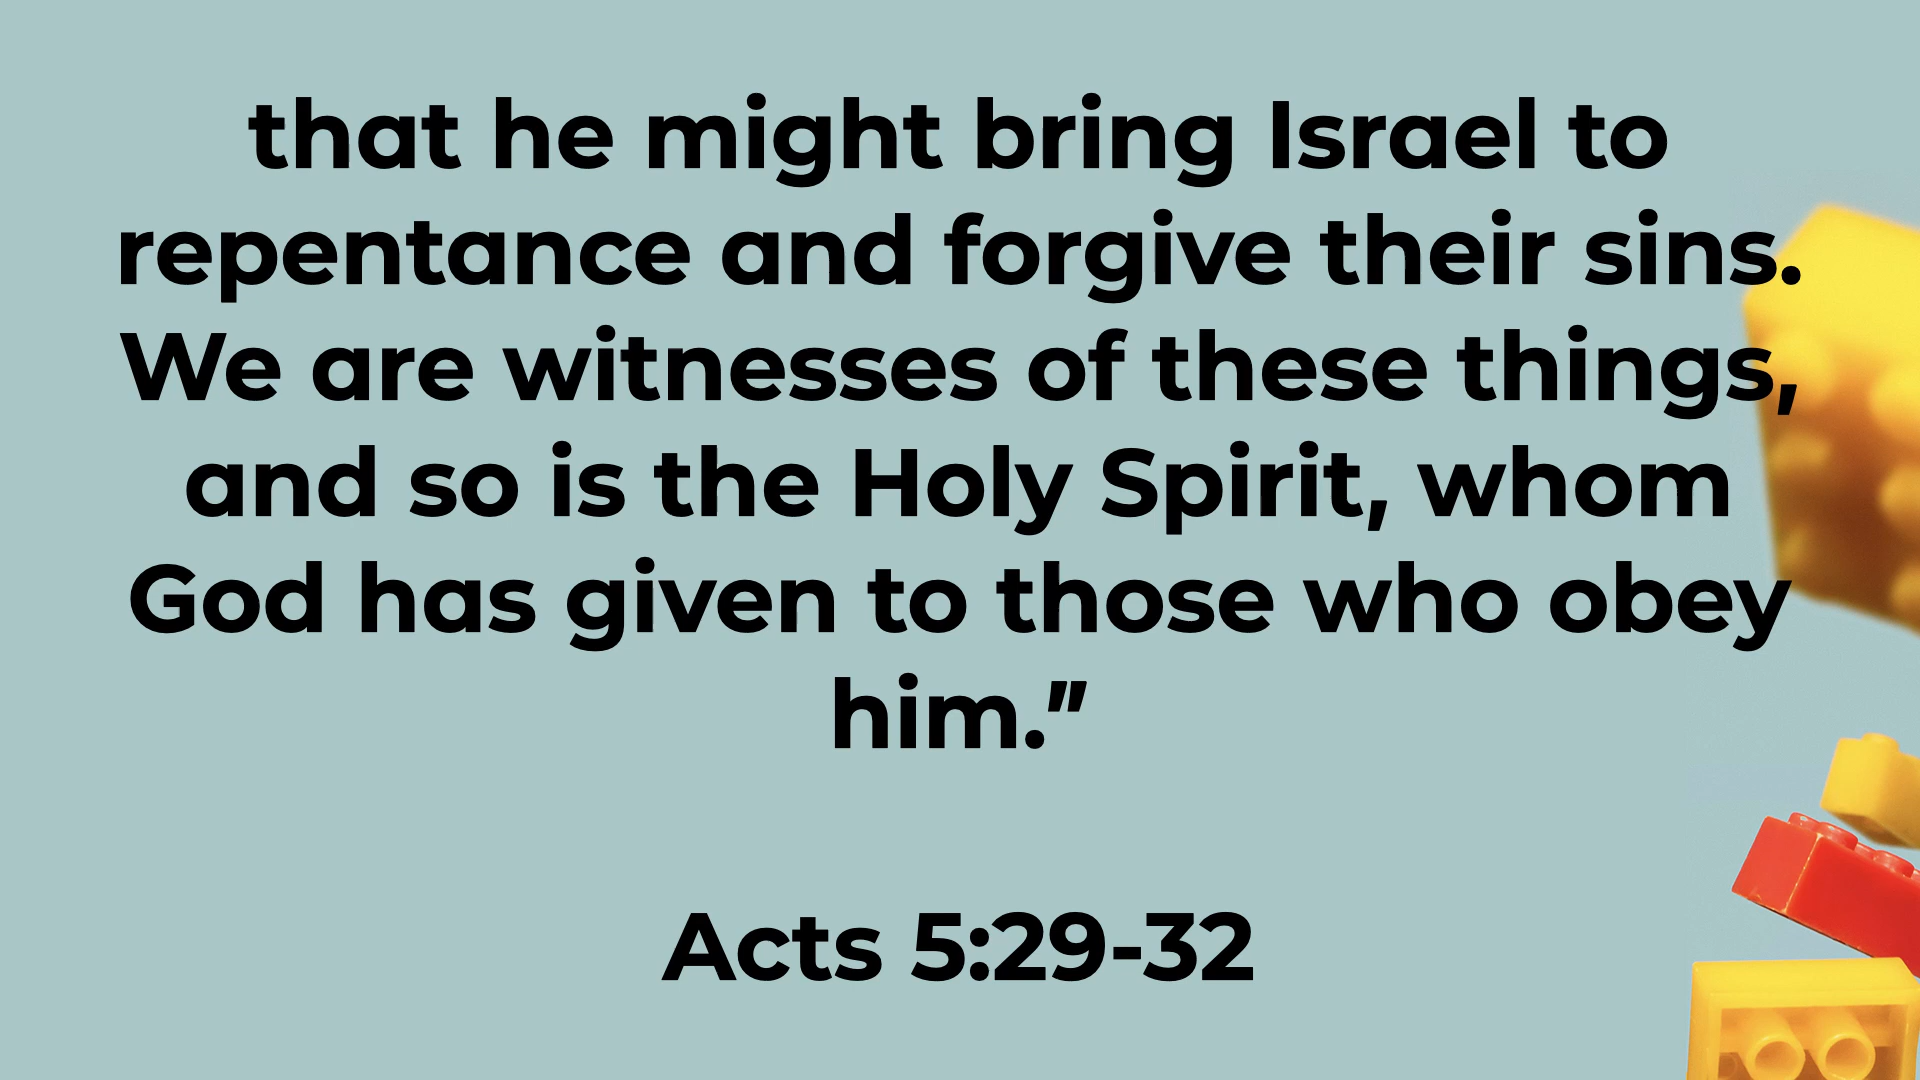 that he might bring Israel to
repentance and forgive their sins.
We are witnesses of these things,
and so is the Holy Spirit, whom
God has given to those who obey
him.”
Acts 5:29-32